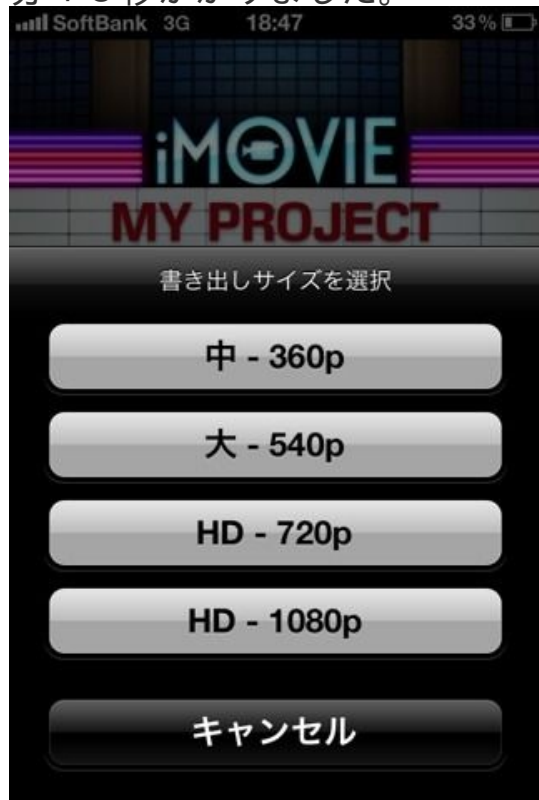 SoftBank 3G 18:47 33%
iMOVIE
MY PROJECT
書き出しサイズを選択
中 - 360p
大 - 540p
HD - 720p
HD - 1080p
キャンセル